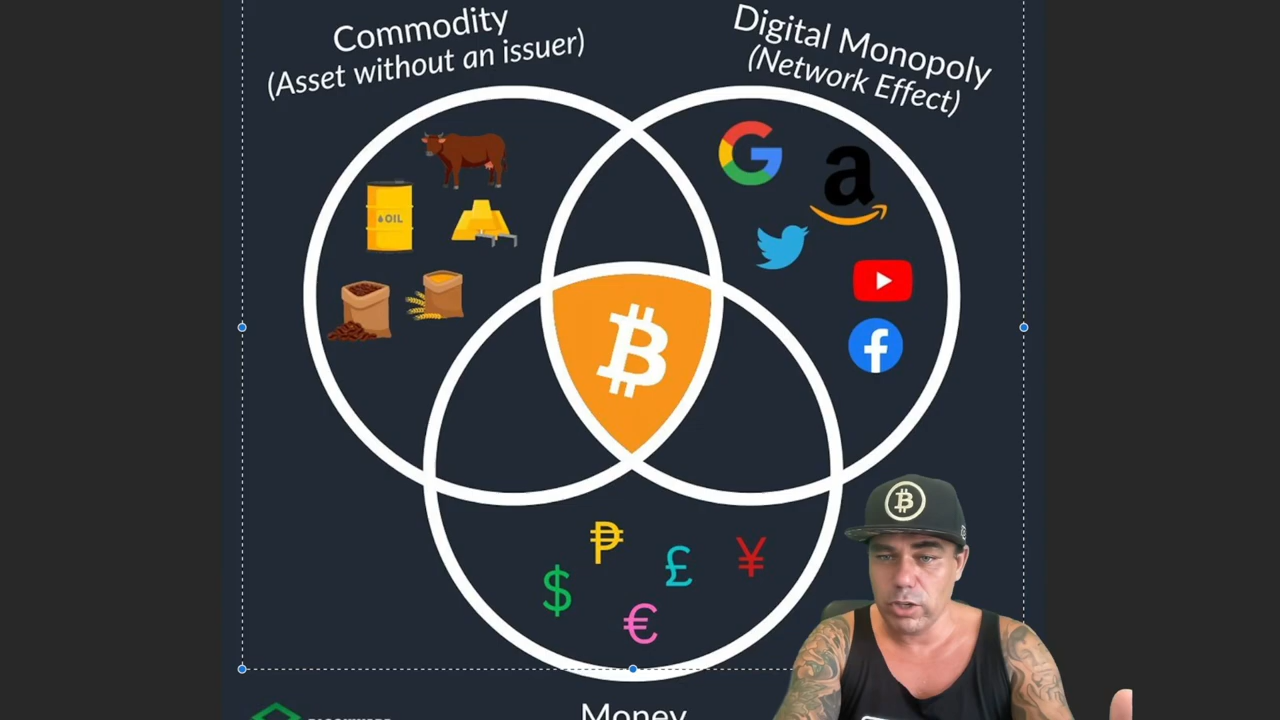 Commodity
(Asset without an issuer)
Digital Monopoly
(Network Effect)
OIL
₱
$
£
¥
€
Money